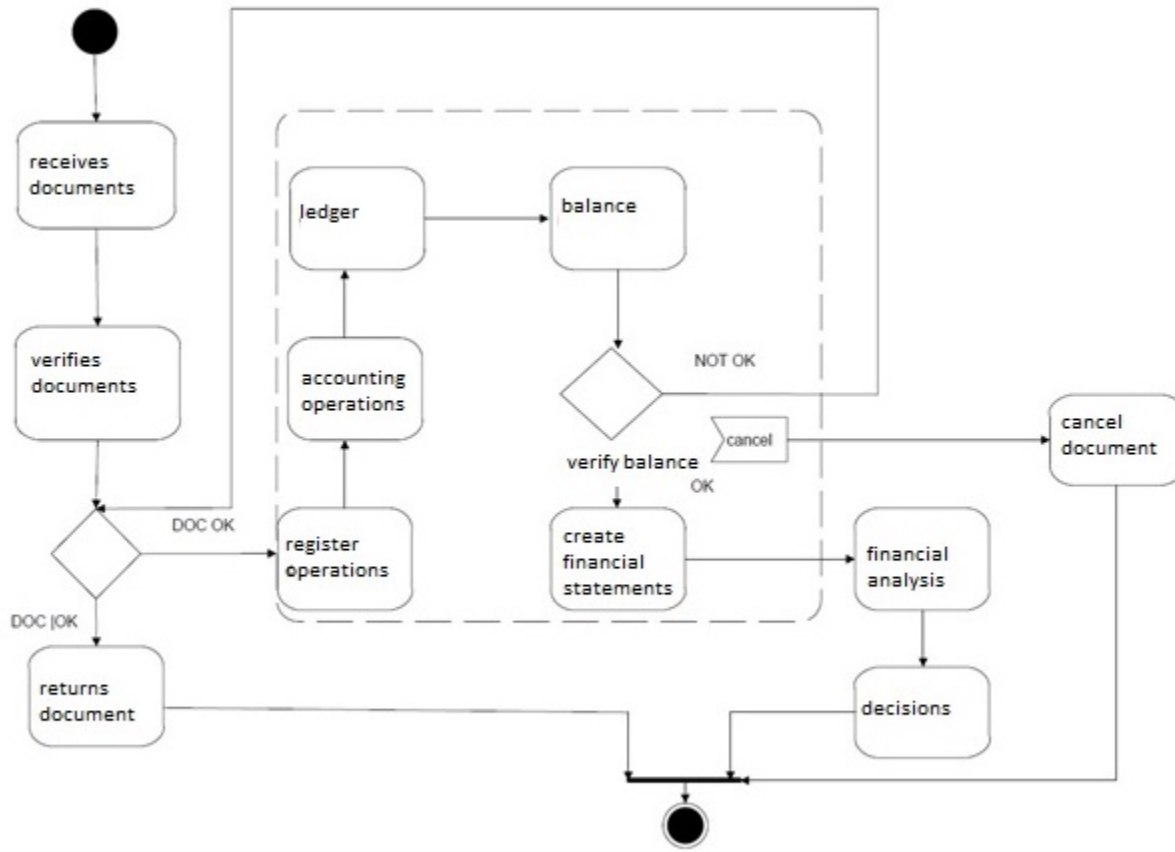 receives
documents
ledger
balance
verifies
documents
accounting
operations
NOT OK
cancel
cancel
document
verify balance
OK
DOC OK
register
operations
create
financial
statements
financial
analysis
DOC |OK
returns
document
decisions